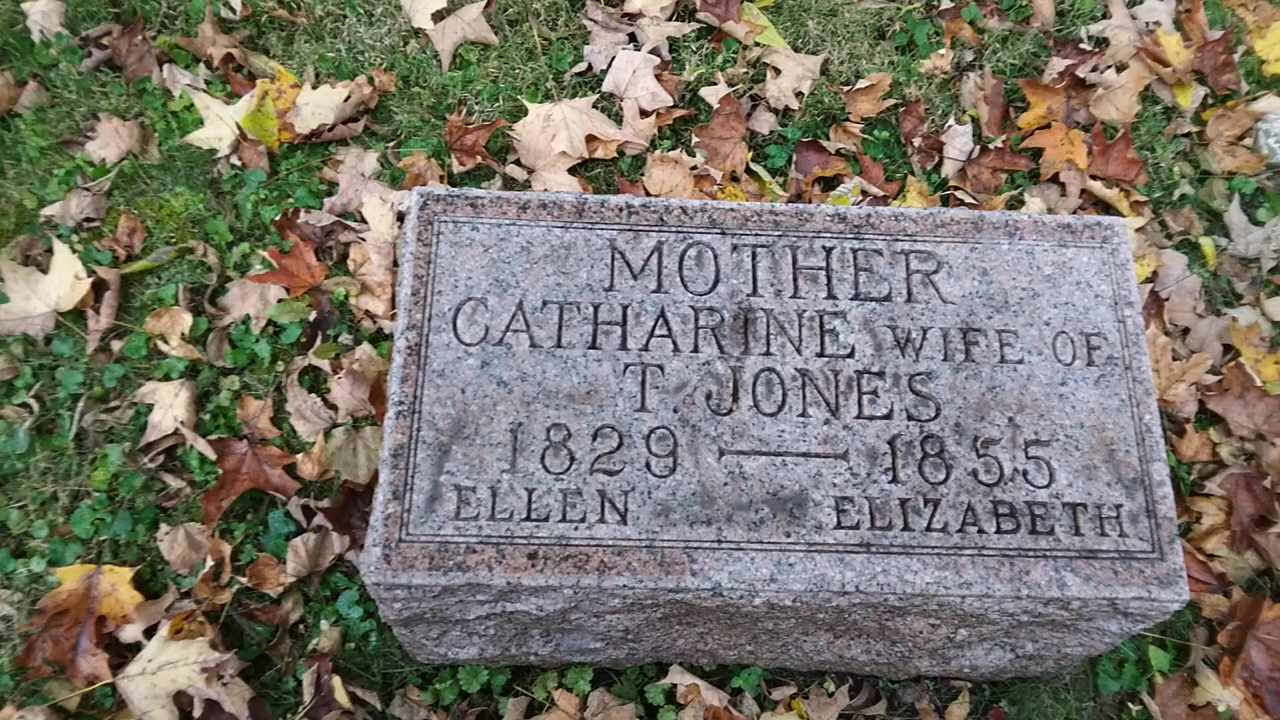 MOTHER
CATHARINE WIFE OF
T. JONES
1829 — 1855
ELLEN ELIZABETH